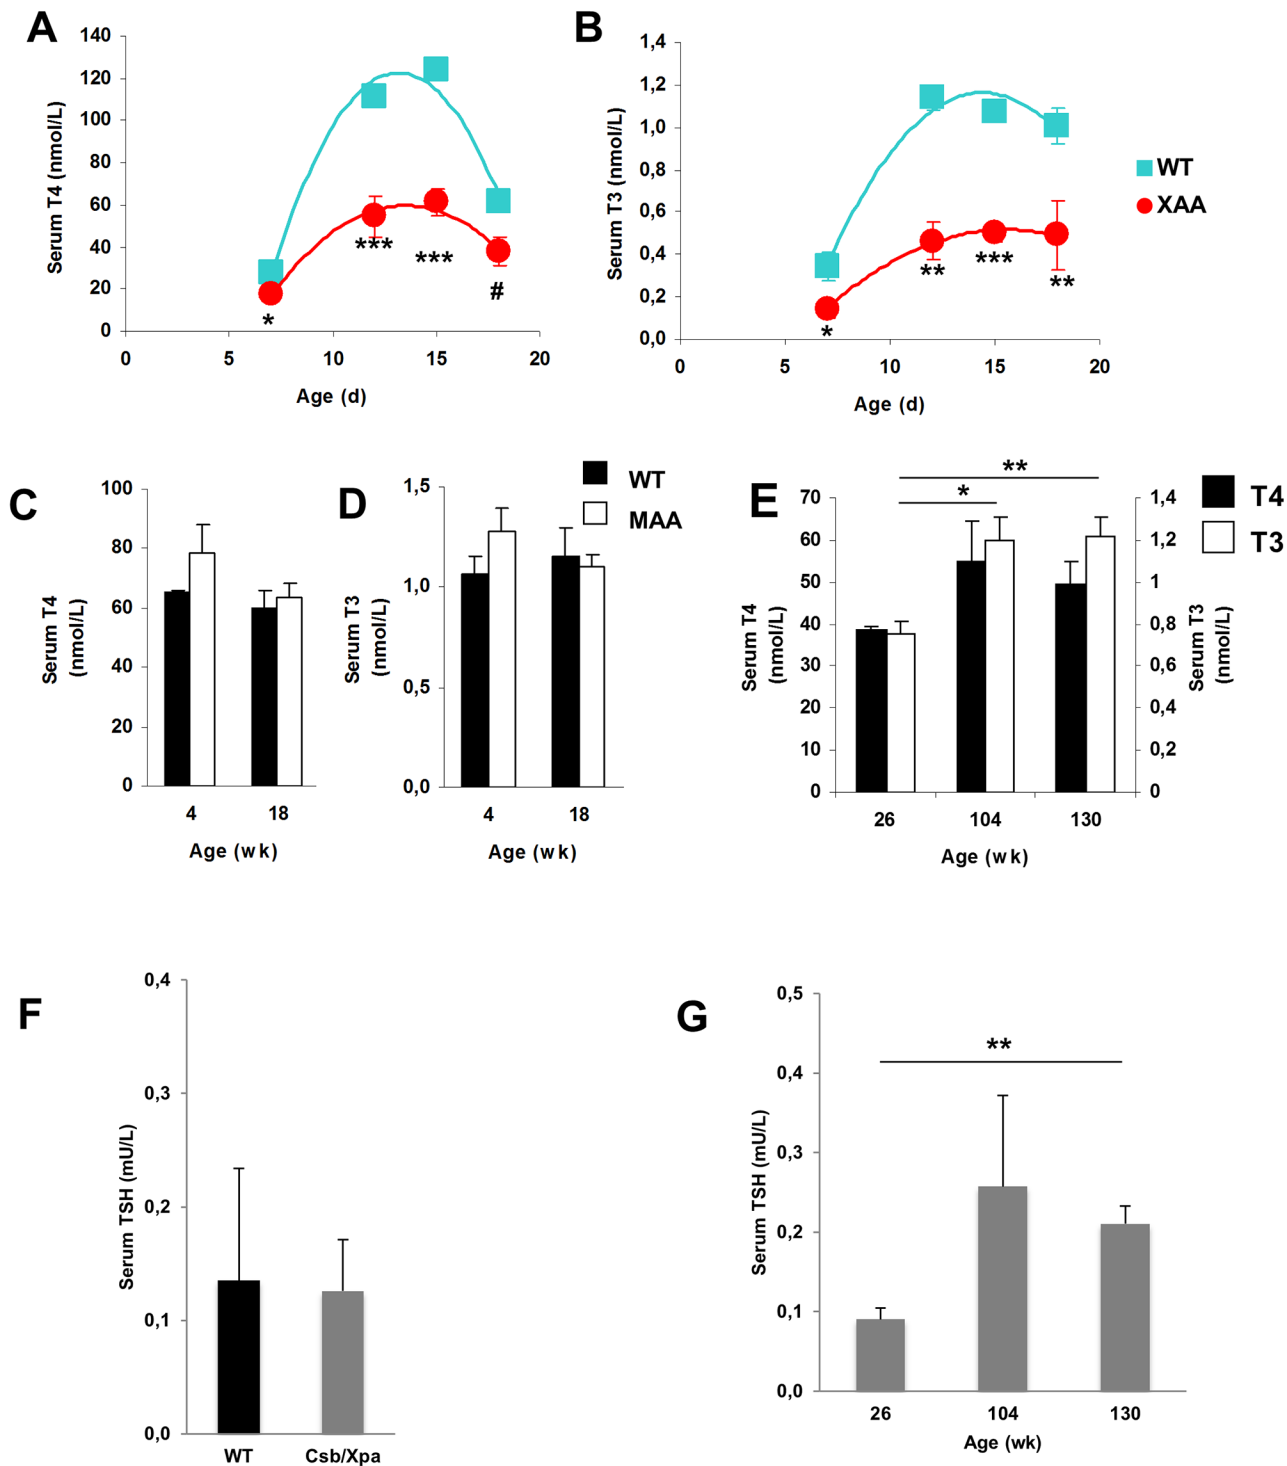 A
140
120
100
80
60
40
20
0
Serum T4 (nmol/L)
***
***
*
#
0 5 10 15 20
Age (d)
B
1,4
1,2
1,0
0,8
0,6
0,4
0,2
0,0
Serum T3 (nmol/L)
**
***
**
*
0 5 10 15 20
Age (d)
WT
XAA
C
100
80
60
40
20
0
Serum T4
(nmol/L)
4 18
Age (wk)
D
1,5
1,0
0,5
0,0
Serum T3
(nmol/L)
4 18
Age (wk)
WT
MAA
E
**
*
70
60
50
40
30
20
10
0
Serum T4
(nmol/L)
1,4
1,2
1
0,8
0,6
0,4
0,2
0
Serum T3
(nmol/L)
26 104 130
Age (wk)
T4
T3
F
0,4
0,3
0,2
0,1
0,0
Serum TSH (mU/L)
WT Csb/Xpa
G
0,5
0,4
0,3
0,2
0,1
0,0
Serum TSH (mU/L)
**
26 104 130
Age (wk)